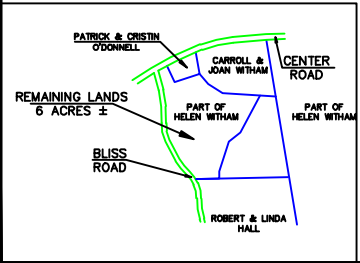 PATRICK & CRISTIN
O'DONNELL
CARROLL &
JOAN WITHAM
CENTER
ROAD
REMAINING LANDS
6 ACRES ±
PART OF
HELEN WITHAM
PART OF
HELEN WITHAM
BLISS
ROAD
ROBERT & LINDA
HALL